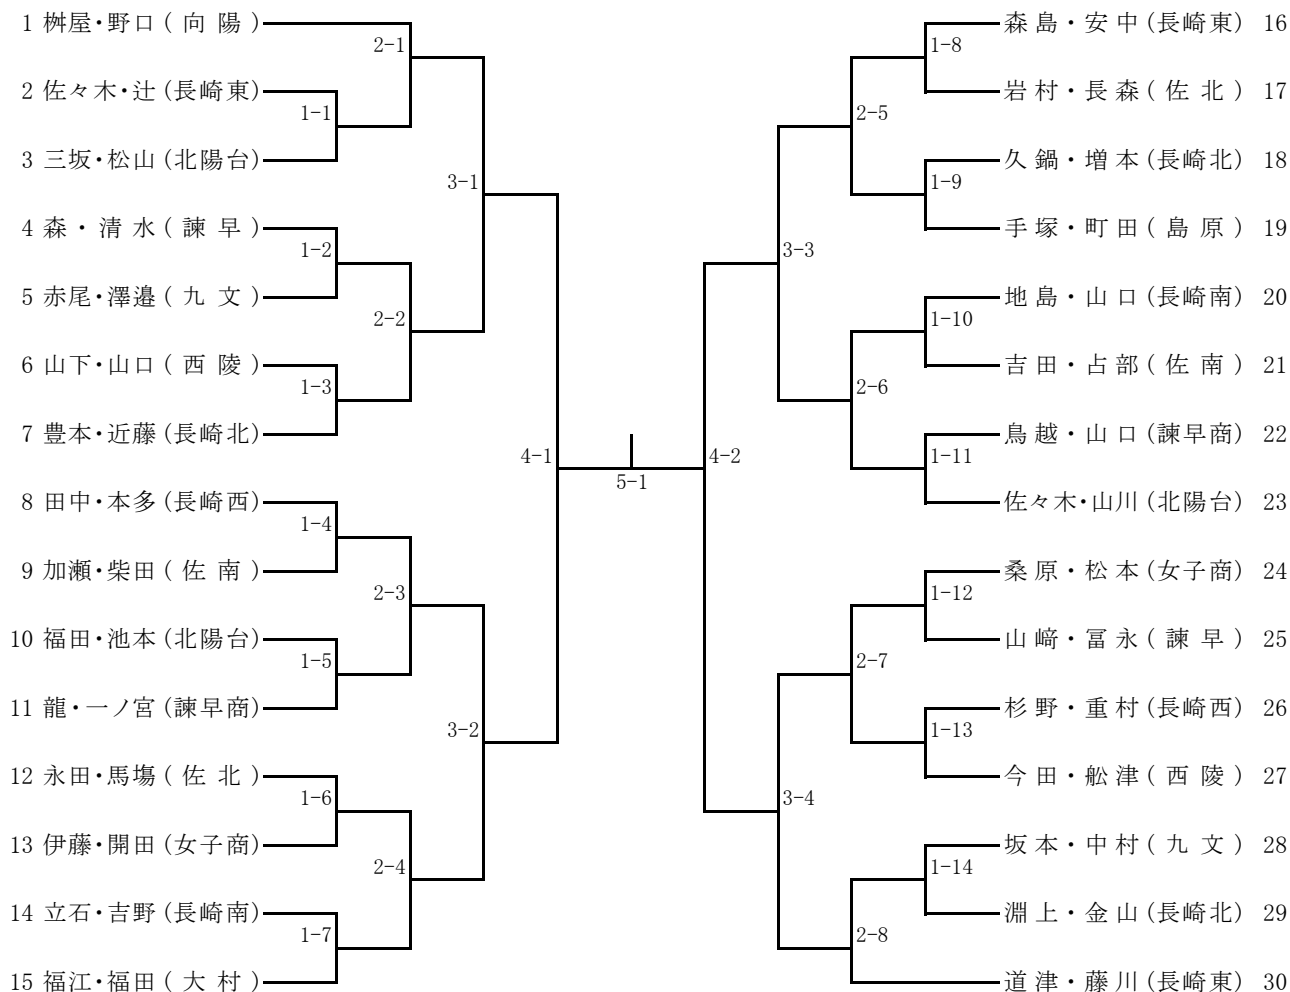 1 桝屋・野口 ( 向 陽 )
2-1
2 佐々木・辻 (長崎東)
1-1
3 三坂・松山 (北陽台)
3-1
4 森 ・ 清 水 ( 諫 早 )
1-2
5 赤尾・澤邉 ( 九 文 )
2-2
6 山下・山口 ( 西 陵 )
1-3
7 豊本・近藤 (長崎北)
4-1
8 田中・本多 (長崎西)
1-4
9 加瀬・柴田 ( 佐 南 )
2-3
10 福田・池本 (北陽台)
1-5
11 龍・一ノ宮 (諫早商)
3-2
12 永田・馬塲 ( 佐 北 )
1-6
13 伊藤・開田 (女子商)
2-4
14 立石・吉野 (長崎南)
1-7
15 福江・福田 ( 大 村 )
5-1
森 島 ・ 安 中 (長崎東) 16
1-8
岩 村 ・ 長 森 ( 佐 北 ) 17
2-5
久 鍋 ・ 増 本 (長崎北) 18
1-9
手 塚 ・ 町 田 ( 島 原 ) 19
3-3
地 島 ・ 山 口 (長崎南) 20
1-10
吉 田 ・ 占 部 ( 佐 南 ) 21
2-6
鳥 越 ・ 山 口 (諫早商) 22
1-11
佐々木・山川 (北陽台) 23
4-2
桑 原 ・ 松 本 (女子商) 24
1-12
山 﨑 ・ 冨 永 ( 諫 早 ) 25
2-7
杉 野 ・ 重 村 (長崎西) 26
1-13
今 田 ・ 舩 津 ( 西 陵 ) 27
3-4
坂 本 ・ 中 村 ( 九 文 ) 28
1-14
淵 上 ・ 金 山 (長崎北) 29
2-8
道 津 ・ 藤 川 (長崎東) 30